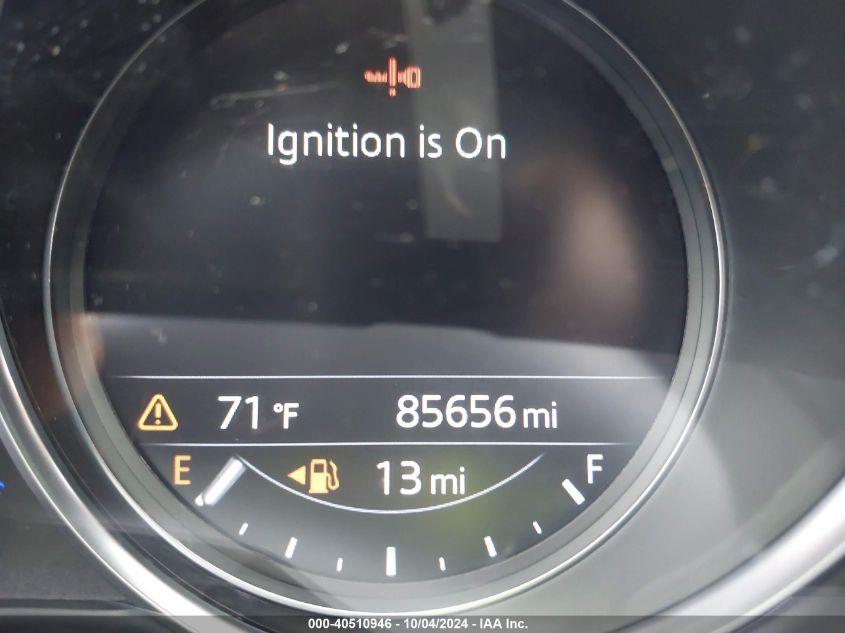 Ignition is On
71 °F 85656 mi
E 13 mi F
000-40510946 - 10/04/2024 - IAA Inc.